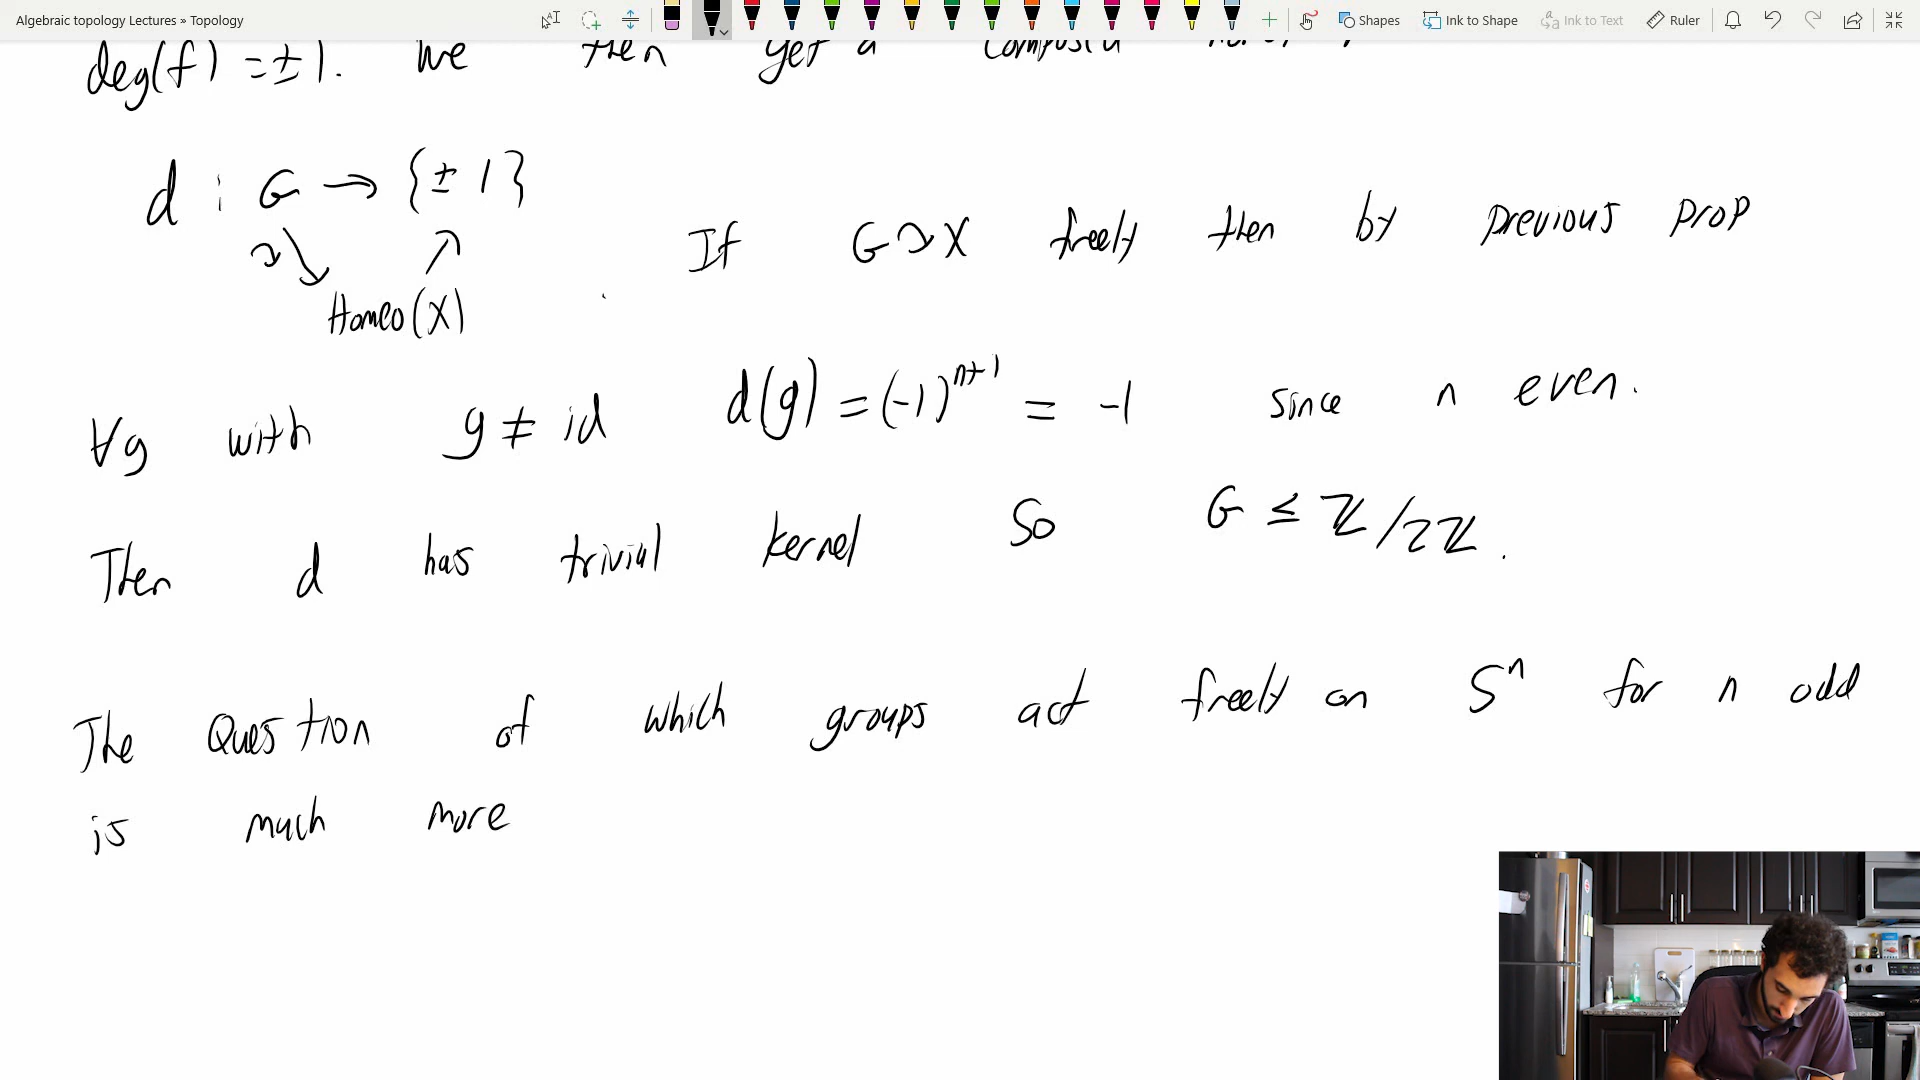 Algebraic topology Lectures » Topology
Shapes Ink to Shape Ink to Text Ruler
deg(f) = ±1. We then get a
d : G → {±1}
If G ↷ X freely then by previous prop
Homeo(X)
∀g with g ≠ id d(g) = (-1)^{n+1} = -1 since n even.
Then d has trivial kernel So G ≤ ℤ/2ℤ.
The Question of which groups act freely on Sⁿ for n odd
is much more